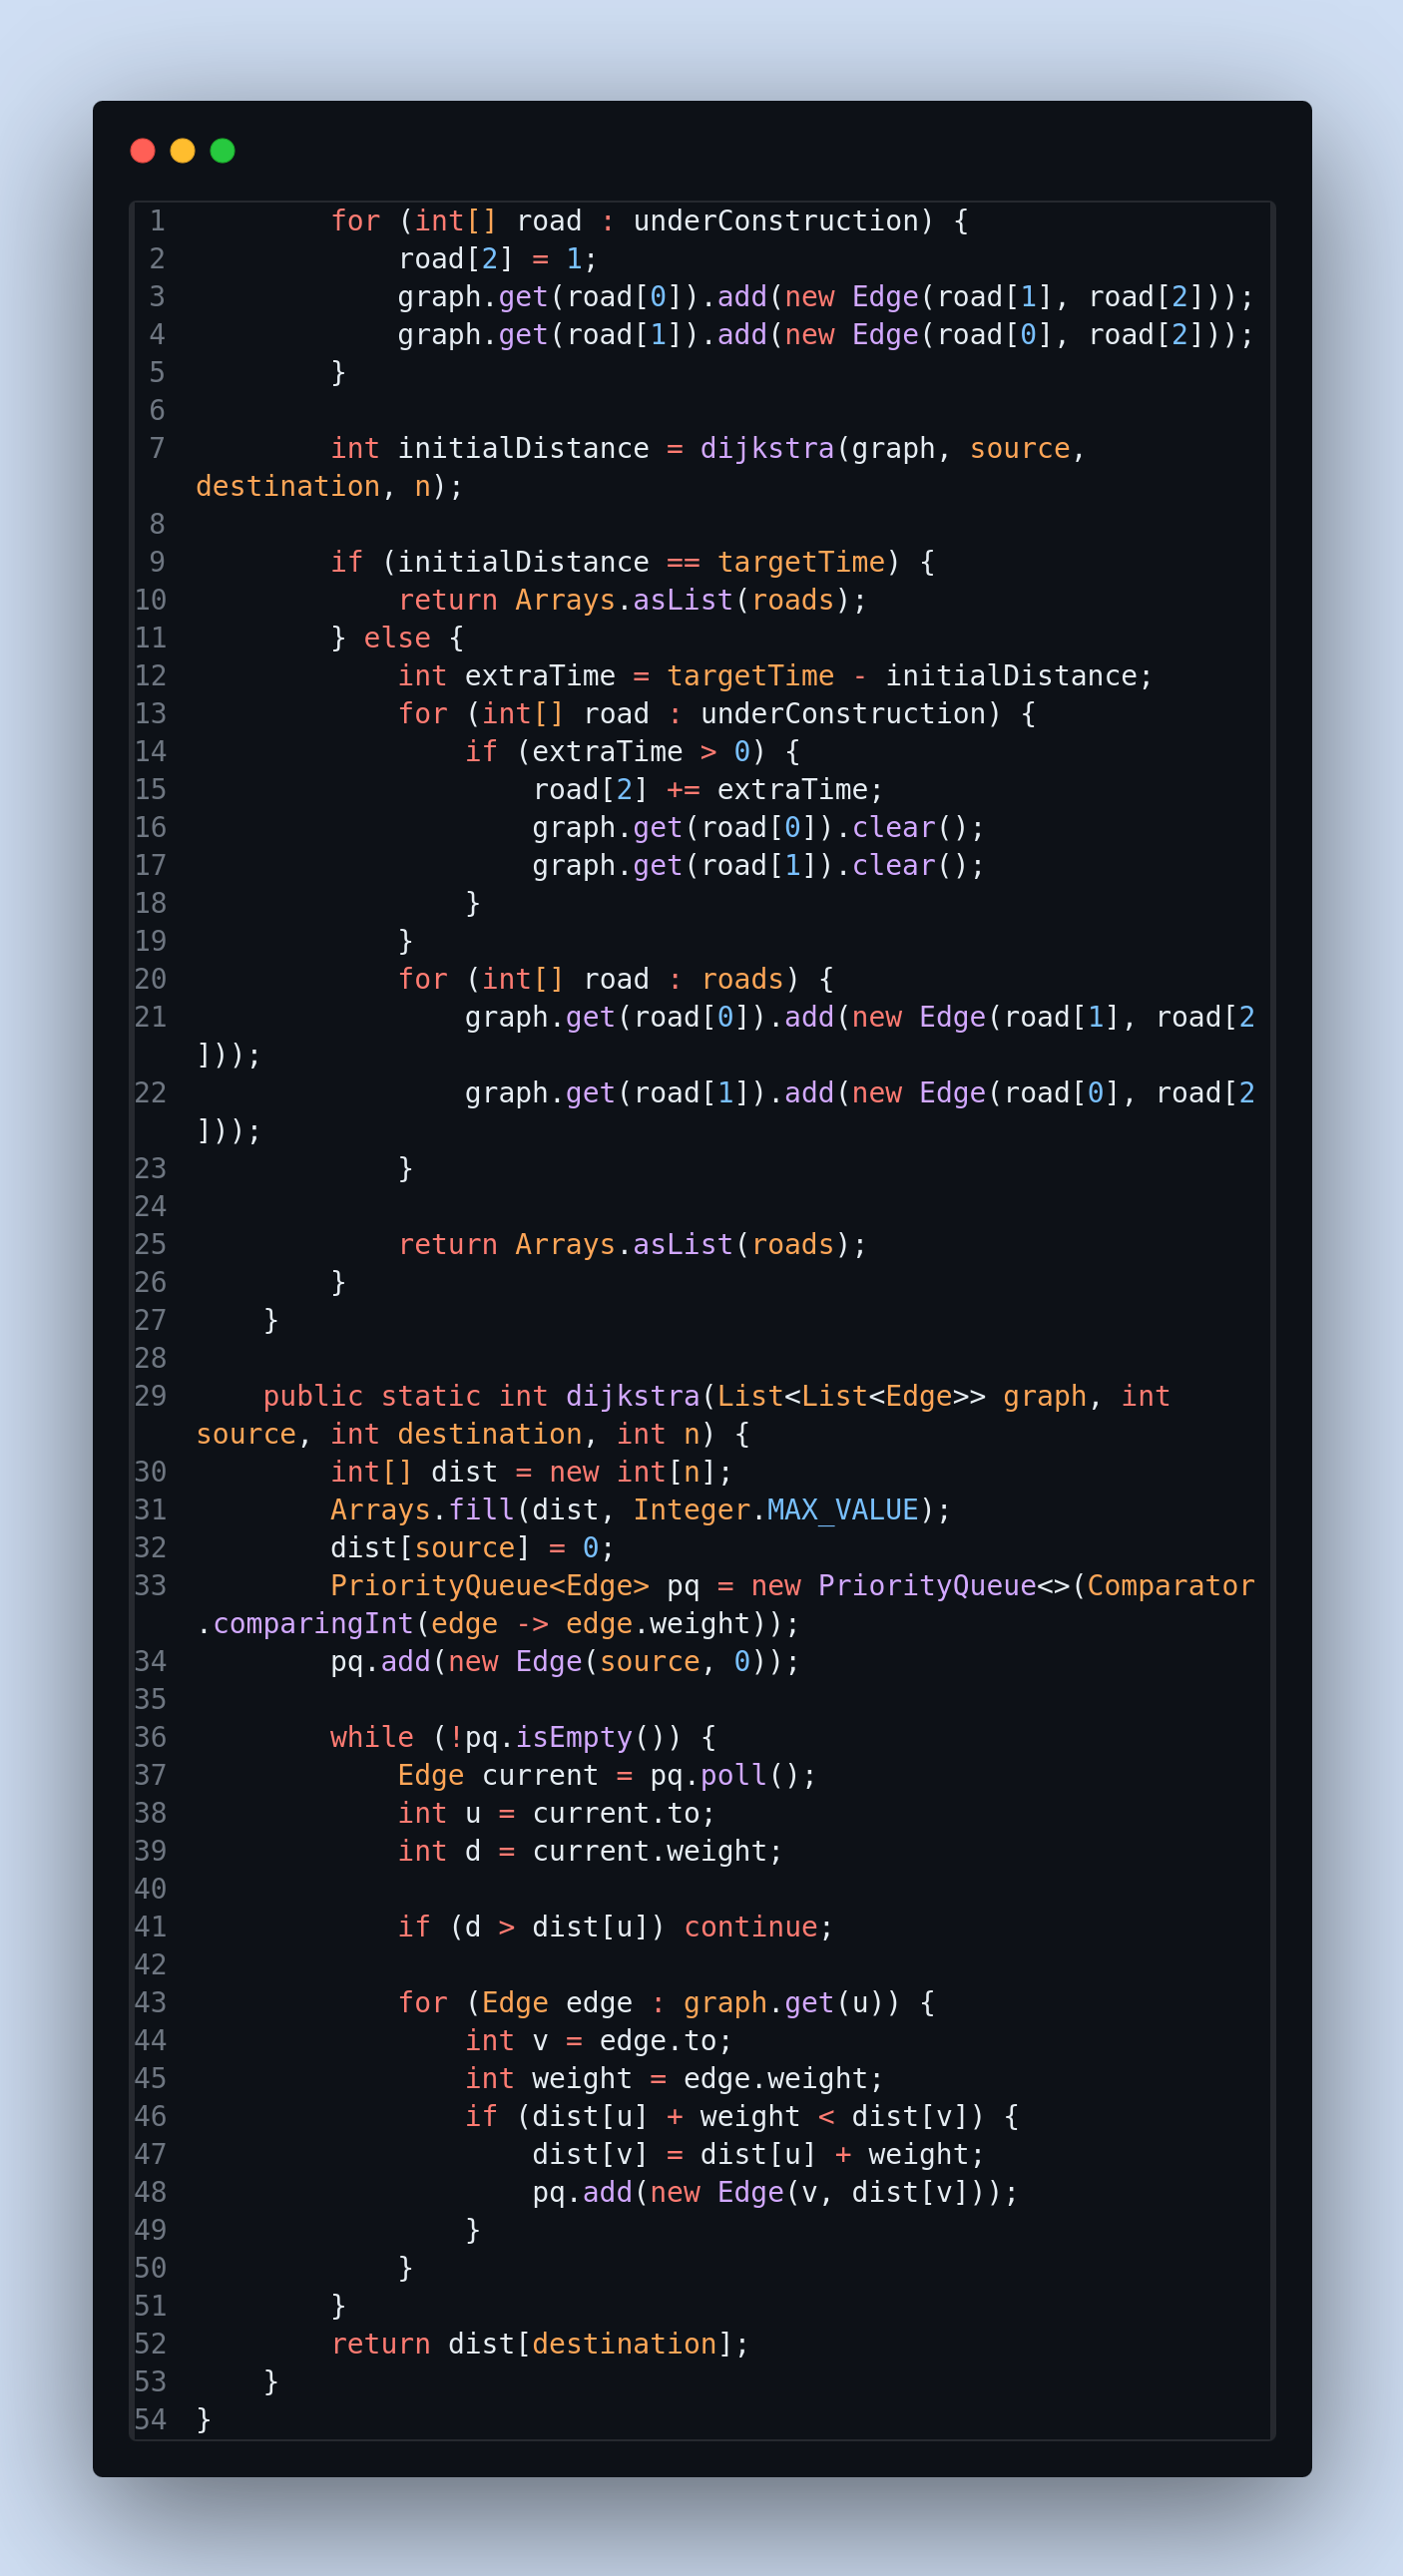 1         for (int[] road : underConstruction) {
2             road[2] = 1;
3             graph.get(road[0]).add(new Edge(road[1], road[2]));
4             graph.get(road[1]).add(new Edge(road[0], road[2]));
5         }
6
7         int initialDistance = dijkstra(graph, source,
destination, n);
8
9         if (initialDistance == targetTime) {
10             return Arrays.asList(roads);
11         } else {
12             int extraTime = targetTime - initialDistance;
13             for (int[] road : underConstruction) {
14                 if (extraTime > 0) {
15                     road[2] += extraTime;
16                     graph.get(road[0]).clear();
17                     graph.get(road[1]).clear();
18                 }
19             }
20             for (int[] road : roads) {
21                 graph.get(road[0]).add(new Edge(road[1], road[2
]));
22                 graph.get(road[1]).add(new Edge(road[0], road[2
]));
23             }
24
25             return Arrays.asList(roads);
26         }
27     }
28
29     public static int dijkstra(List<List<Edge>> graph, int
source, int destination, int n) {
30         int[] dist = new int[n];
31         Arrays.fill(dist, Integer.MAX_VALUE);
32         dist[source] = 0;
33         PriorityQueue<Edge> pq = new PriorityQueue<>(Comparator
.comparingInt(edge -> edge.weight));
34         pq.add(new Edge(source, 0));
35
36         while (!pq.isEmpty()) {
37             Edge current = pq.poll();
38             int u = current.to;
39             int d = current.weight;
40
41             if (d > dist[u]) continue;
42
43             for (Edge edge : graph.get(u)) {
44                 int v = edge.to;
45                 int weight = edge.weight;
46                 if (dist[u] + weight < dist[v]) {
47                     dist[v] = dist[u] + weight;
48                     pq.add(new Edge(v, dist[v]));
49                 }
50             }
51         }
52         return dist[destination];
53     }
54 }